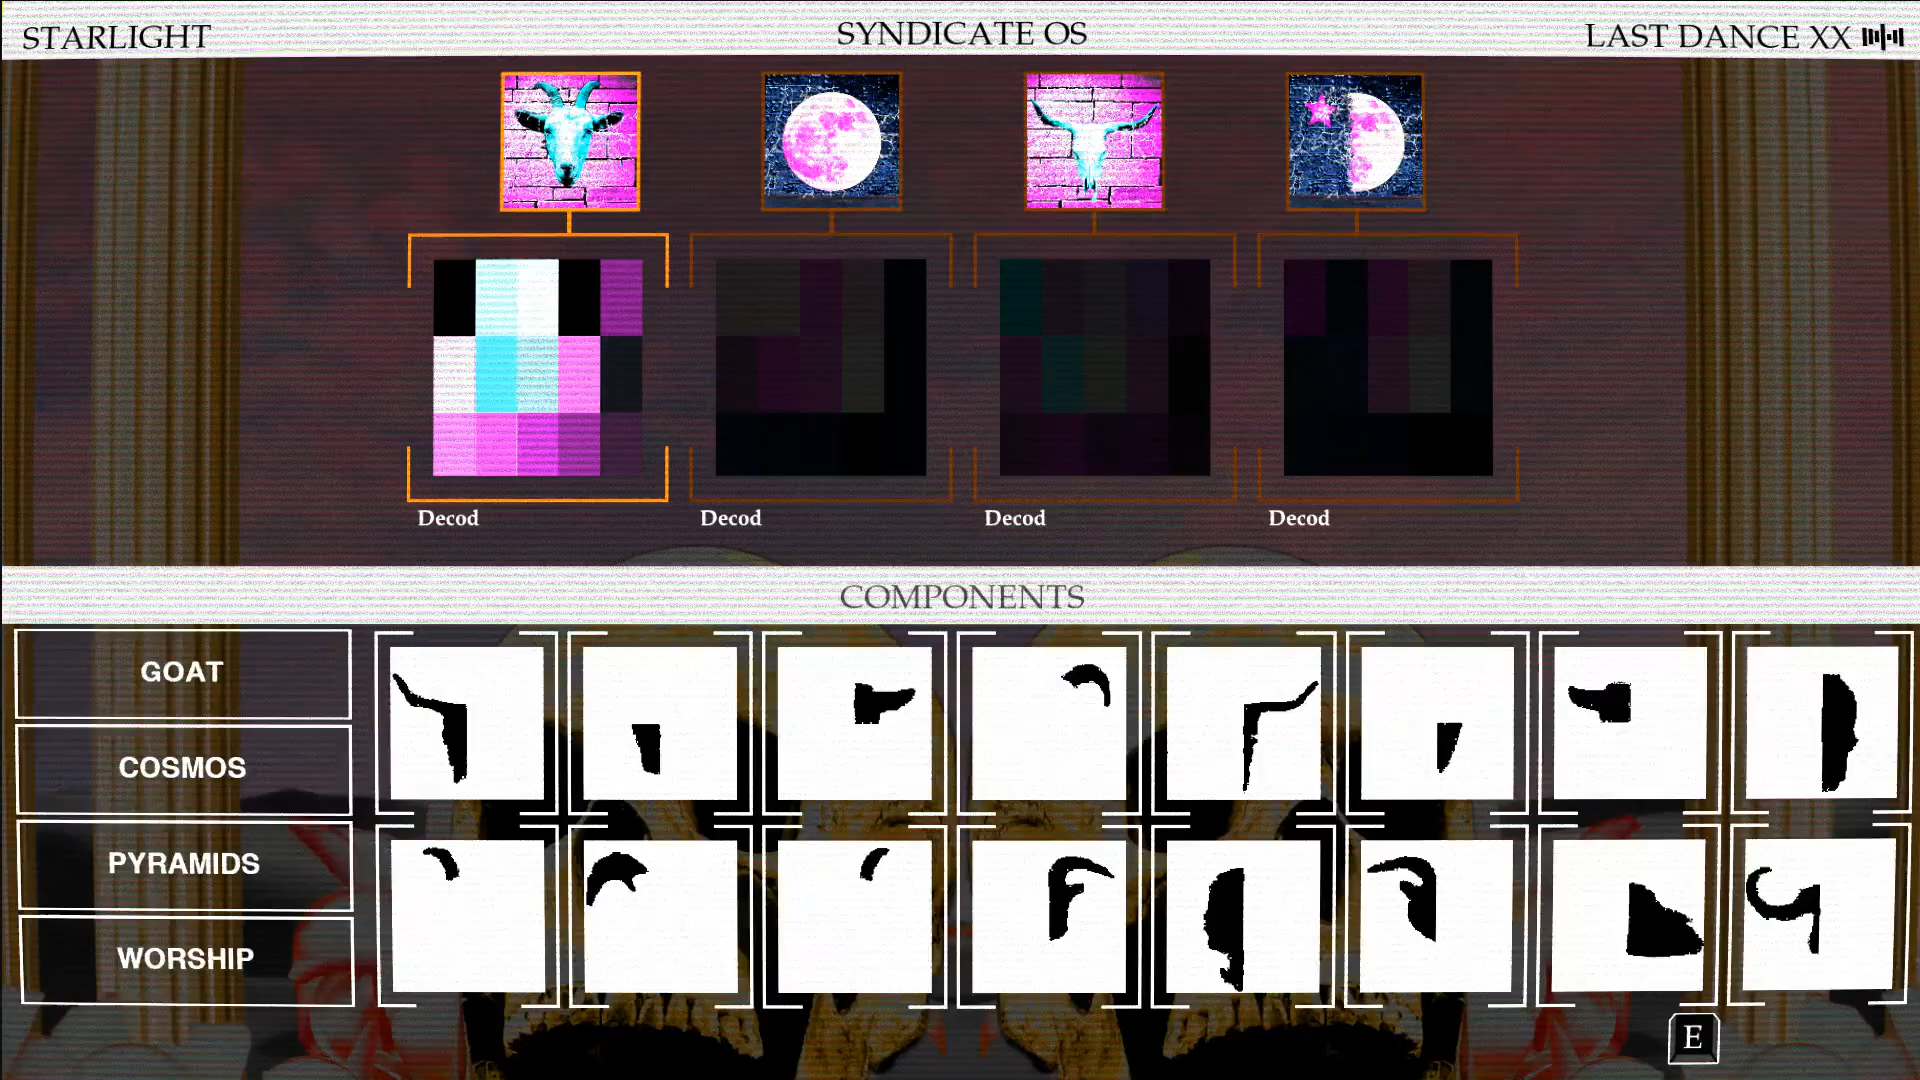 STARLIGHT
SYNDICATE OS
LAST DANCE XX
Decod
Decod
Decod
Decod
COMPONENTS
GOAT
COSMOS
PYRAMIDS
WORSHIP
E